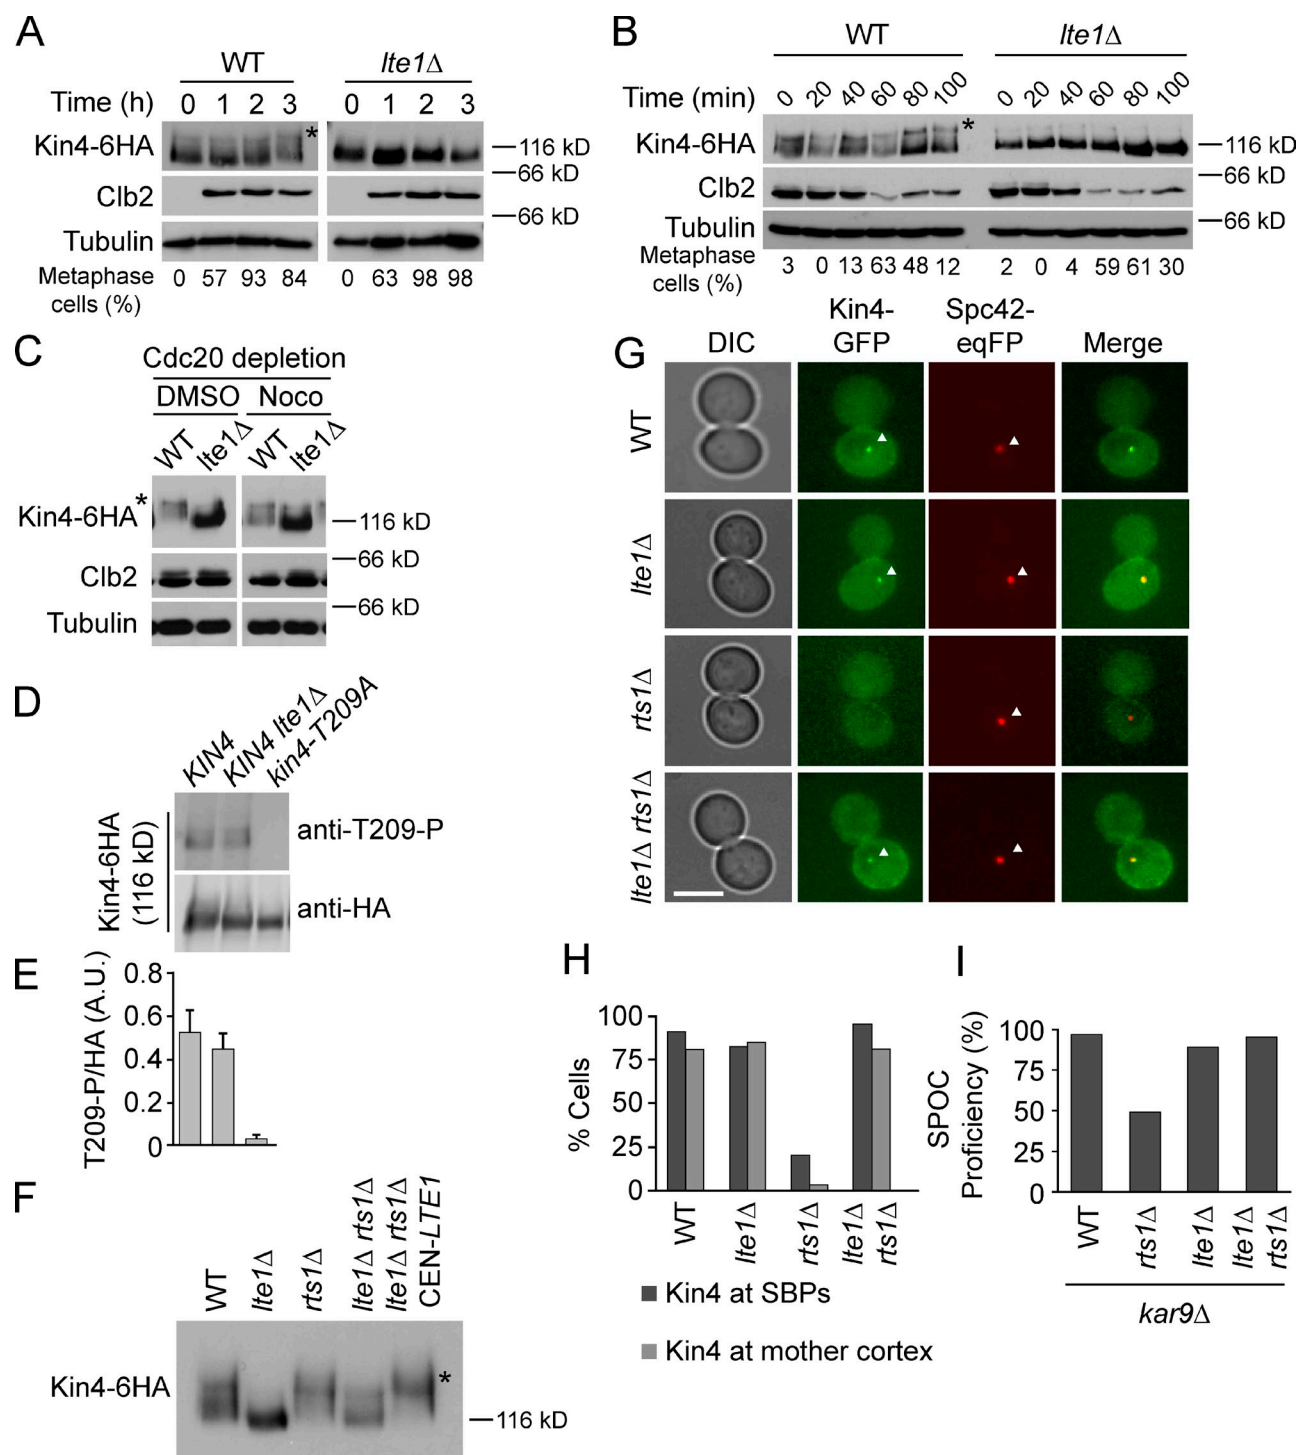 A
WT lte1Δ
Time (h) 0 1 2 3 0 1 2 3
Kin4-6HA * 116 kD
66 kD
Clb2
66 kD
Tubulin
Metaphase cells (%) 0 57 93 84 0 63 98 98
B
WT lte1Δ
Time (min) 0 20 40 60 80 100 0 20 40 60 80 100
Kin4-6HA * 116 kD
66 kD
Clb2
66 kD
Tubulin
Metaphase cells (%) 3 0 13 63 48 12 2 0 4 59 61 30
C
Cdc20 depletion
DMSO Noco
WT lte1Δ WT lte1Δ
Kin4-6HA * 116 kD
66 kD
Clb2
66 kD
Tubulin
D
KIN4 KIN4 lte1Δ kin4-T209A
Kin4-6HA (116 kD)
anti-T209-P
anti-HA
E
T209-P/HA (A.U.)
0.8
0.6
0.4
0.2
0
F
WT lte1Δ rts1Δ lte1Δ rts1Δ lte1Δ rts1Δ CEN-LTE1
Kin4-6HA *
116 kD
G
DIC Kin4-GFP Spc42-eqFP Merge
WT
lte1Δ
rts1Δ
lte1Δ rts1Δ
H
% Cells
100
75
50
25
0
WT lte1Δ rts1Δ lte1Δ rts1Δ
Kin4 at SBPs
Kin4 at mother cortex
I
SPOC Proficiency (%)
100
75
50
25
0
WT rts1Δ lte1Δ lte1Δ rts1Δ
kar9Δ